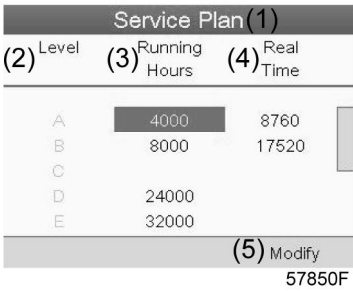 Service Plan (1)
(2) Level (3) Running Hours (4) Real Time
A 4000 8760
B 8000 17520
C
D 24000
E 32000
(5) Modify
57850F